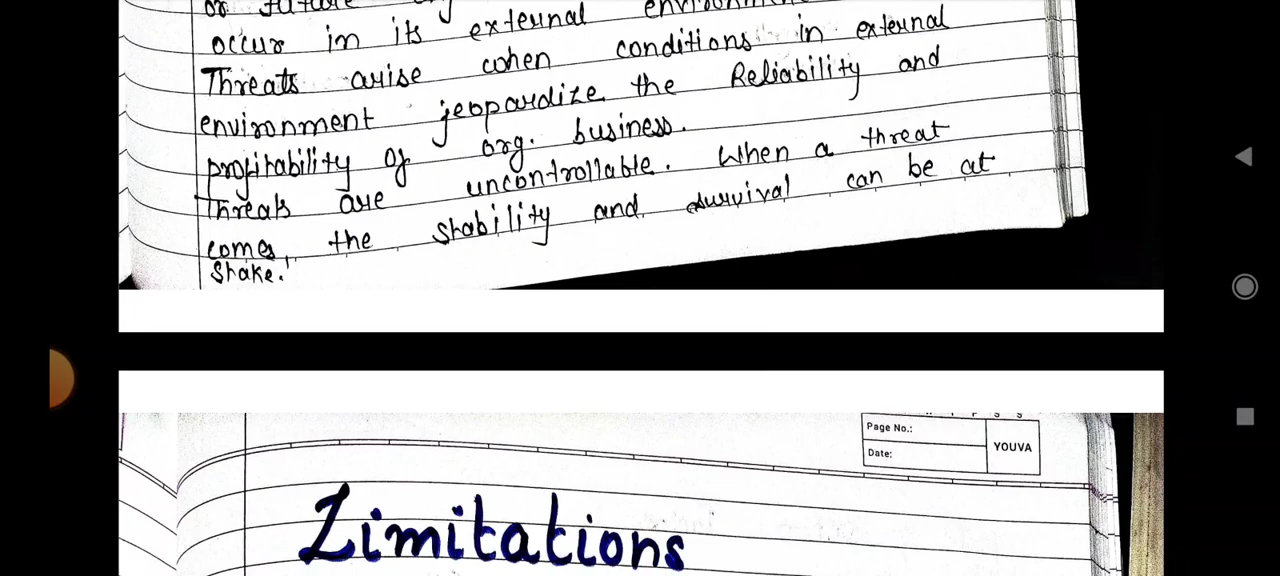 or future
occur in its external
Threats arise when conditions in external
environment jeopardize the Reliability and
profitability of org. business.
Threats are uncontrollable. When a threat
comes, the stability and survival can be at
stake.
Page No.:
Date:
YOUVA
Limitations